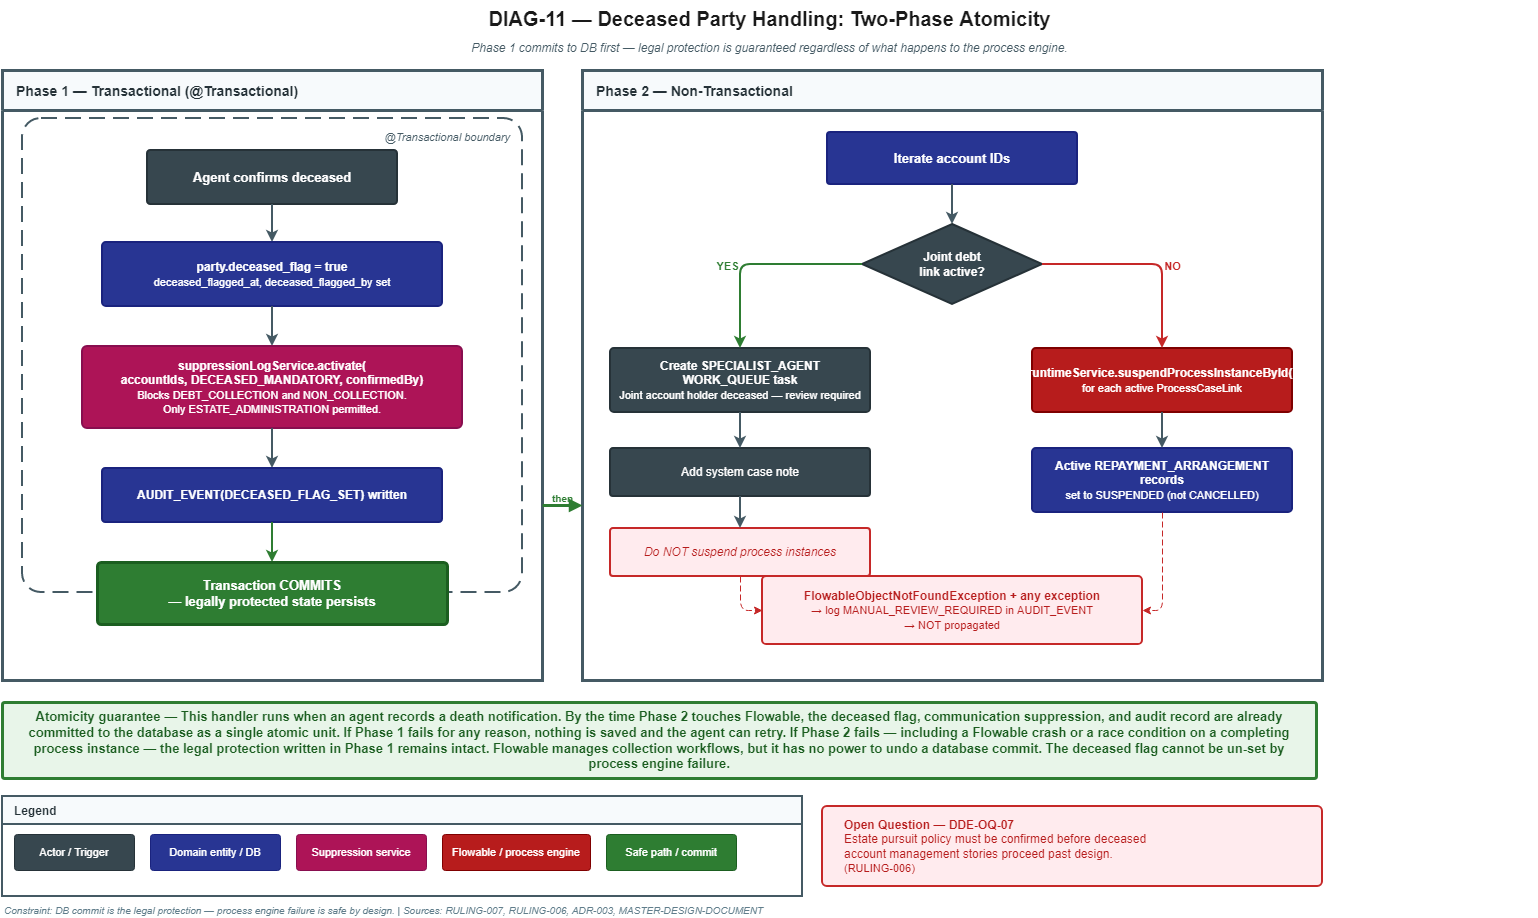 DIAG-11 — Deceased Party Handling: Two-Phase Atomicity
Phase 1 commits to DB first — legal protection is guaranteed regardless of what happens to the process engine.
Phase 1 — Transactional (@Transactional)
@Transactional boundary
Agent confirms deceased
party.deceased_flag = true
deceased_flagged_at, deceased_flagged_by set
suppressionLogService.activate(
accountIds, DECEASED_MANDATORY, confirmedBy)
Blocks DEBT_COLLECTION and NON_COLLECTION.
Only ESTATE_ADMINISTRATION permitted.
AUDIT_EVENT(DECEASED_FLAG_SET) written
Transaction COMMITS
— legally protected state persists
then
Phase 2 — Non-Transactional
Iterate account IDs
Joint debt
link active?
YES
NO
Create SPECIALIST_AGENT
WORK_QUEUE task
Joint account holder deceased — review required
runtimeService.suspendProcessInstanceById(
for each active ProcessCaseLink
Add system case note
Active REPAYMENT_ARRANGEMENT
records
set to SUSPENDED (not CANCELLED)
Do NOT suspend process instances
FlowableObjectNotFoundException + any exception
→ log MANUAL_REVIEW_REQUIRED in AUDIT_EVENT
→ NOT propagated
Atomicity guarantee — This handler runs when an agent records a death notification. By the time Phase 2 touches Flowable, the deceased flag, communication suppression, and audit record are already
committed to the database as a single atomic unit. If Phase 1 fails for any reason, nothing is saved and the agent can retry. If Phase 2 fails — including a Flowable crash or a race condition on a completing
process instance — the legal protection written in Phase 1 remains intact. Flowable manages collection workflows, but it has no power to undo a database commit. The deceased flag cannot be un-set by
process engine failure.
Legend
Actor / Trigger
Domain entity / DB
Suppression service
Flowable / process engine
Safe path / commit
Open Question — DDE-OQ-07
Estate pursuit policy must be confirmed before deceased
account management stories proceed past design.
(RULING-006)
Constraint: DB commit is the legal protection — process engine failure is safe by design. | Sources: RULING-007, RULING-006, ADR-003, MASTER-DESIGN-DOCUMENT